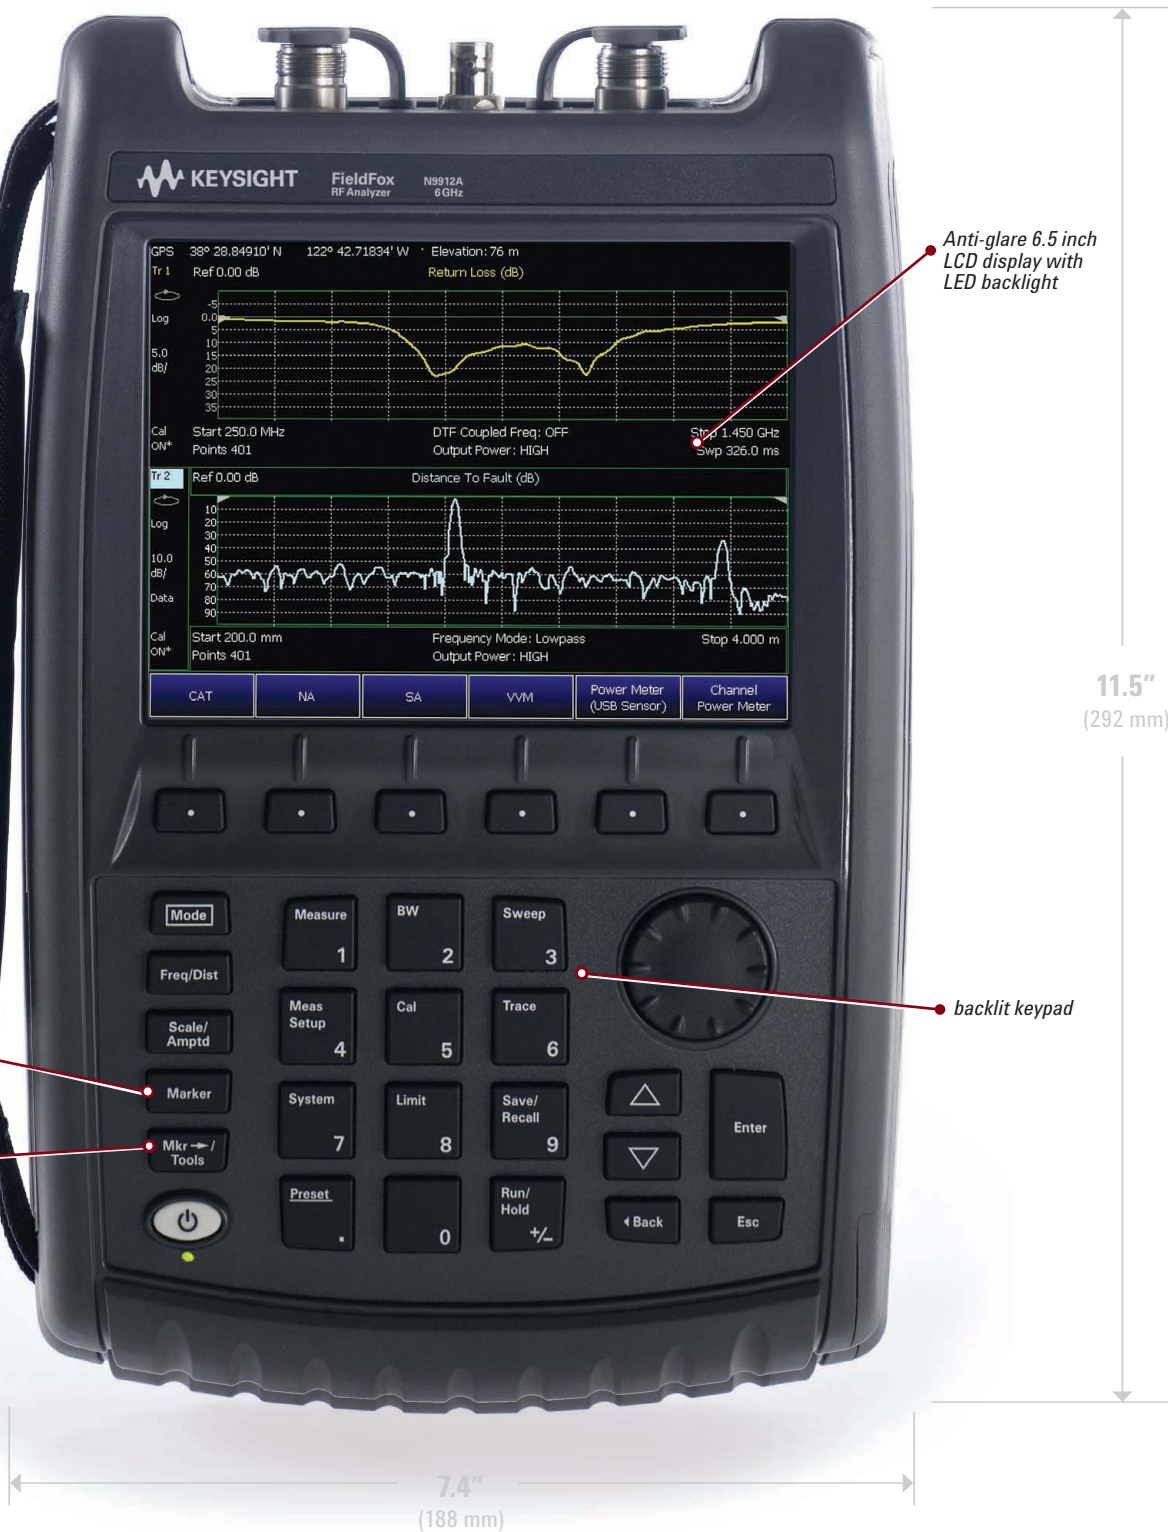 KEYSIGHT
FieldFox
RF Analyzer
N9912A
6 GHz
GPS 38º 28.84910' N 122º 42.71834' W Elevation: 76 m
Tr 1 Ref 0.00 dB Return Loss (dB)
Log
5.0
dB/
-5
0.0
5
10
15
20
25
30
35
Cal
ON*
Start 250.0 MHz DTF Coupled Freq: OFF Stop 1.450 GHz
Points 401 Output Power: HIGH Swp 326.0 ms
Tr 2 Ref 0.00 dB Distance To Fault (dB)
Log
10.0
dB/
Data
10
20
30
40
50
60
70
80
90
Cal
ON*
Start 200.0 mm Frequency Mode: Lowpass Stop 4.000 m
Points 401 Output Power: HIGH
CAT
NA
SA
VVM
Power Meter
(USB Sensor)
Channel
Power Meter
Mode
Measure
1
BW
2
Sweep
3
Freq/Dist
Scale/
Amptd
Meas
Setup
4
Cal
5
Trace
6
Marker
System
7
Limit
8
Save/
Recall
9
Enter
Mkr→/
Tools
Preset
.
0
Run/
Hold
+/-
Back
Esc
Anti-glare 6.5 inch
LCD display with
LED backlight
backlit keypad
11.5”
(292 mm)
7.4”
(188 mm)